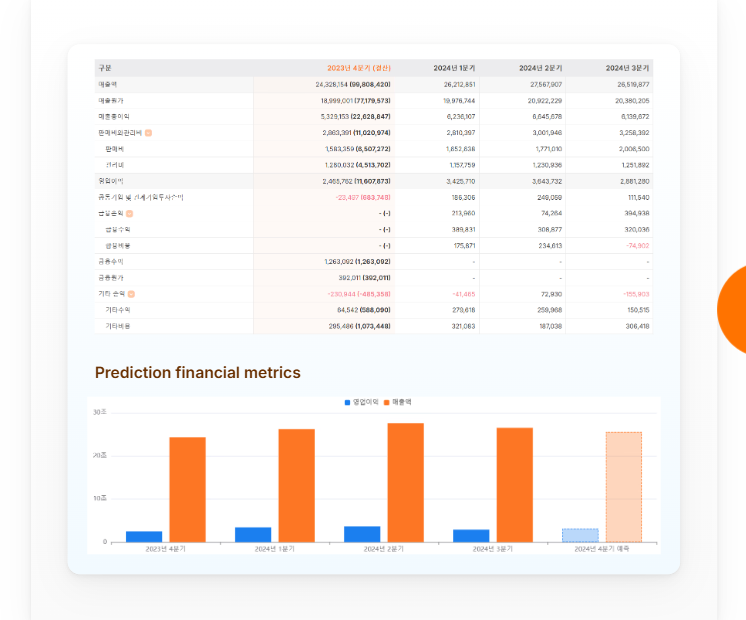 구분 2023년 4분기 (결산) 2024년 1분기 2024년 2분기 2024년 3분기
매출액 24,328,154 (99,808,420) 26,212,851 27,567,907 26,519,877
매출원가 18,999,001 (77,179,573) 19,976,744 20,922,229 20,380,205
매출총이익 5,329,153 (22,628,847) 6,236,107 6,645,678 6,139,672
판매비와관리비 2,863,391 (11,020,974) 2,810,397 3,001,946 3,258,392
판매비 1,583,359 (6,507,272) 1,652,638 1,771,010 2,006,500
관리비 1,280,032 (4,513,702) 1,157,759 1,230,936 1,251,892
영업이익 2,465,762 (11,607,873) 3,425,710 3,643,732 2,881,280
공동기업 및 관계기업투자손익 -23,497 186,306 249,059 111,540
금융손익 - (-) 213,960 74,264 394,938
금융수익 - (-) 389,831 308,877 320,036
금융비용 - (-) 175,871 234,613 -74,902
금융수익 1,263,092 (1,263,092) - - -
금융원가 392,011 (392,011) - - -
기타 손익 -230,944 (-485,358) -41,465 72,930 -155,903
기타수익 64,542 (588,090) 279,618 259,968 150,515
기타비용 295,486 (1,073,448) 321,083 187,038 306,418
Prediction financial metrics
영업이익 매출액
30조
20조
10조
0
2023년 4분기 2024년 1분기 2024년 2분기 2024년 3분기 2024년 4분기 예측